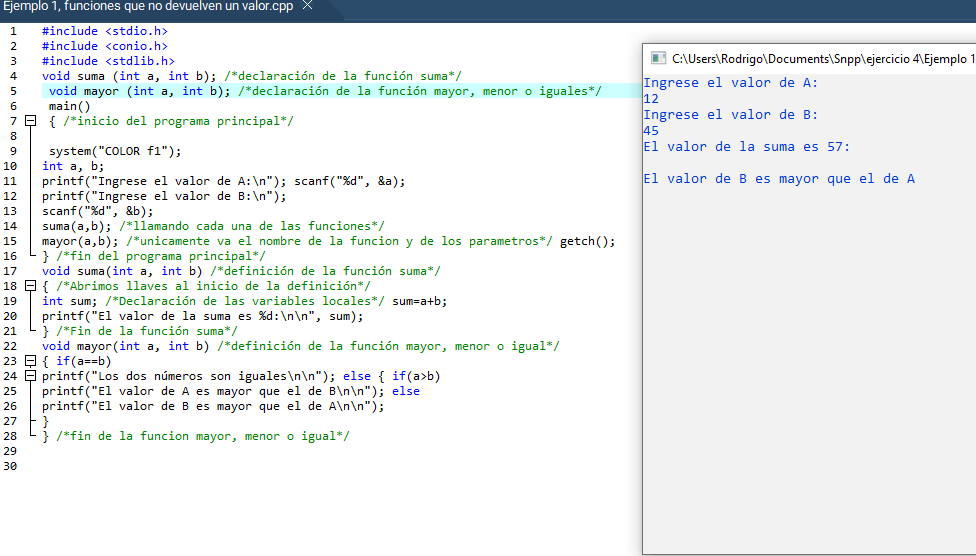 Ejemplo 1, funciones que no devuelven un valor.cpp
1 #include <stdio.h>
2 #include <conio.h>
3 #include <stdlib.h>
4 void suma (int a, int b); /*declaración de la función suma*/
5 void mayor (int a, int b); /*declaración de la función mayor, menor o iguales*/
6 main()
7 { /*inicio del programa principal*/
8
9 system("COLOR f1");
10 int a, b;
11 printf("Ingrese el valor de A:\n"); scanf("%d", &a);
12 printf("Ingrese el valor de B:\n");
13 scanf("%d", &b);
14 suma(a,b); /*llamando cada una de las funciones*/
15 mayor(a,b); /*unicamente va el nombre de la funcion y de los parametros*/ getch();
16 } /*fin del programa principal*/
17 void suma(int a, int b) /*definición de la función suma*/
18 { /*Abrimos llaves al inicio de la definición*/
19 int sum; /*Declaración de las variables locales*/ sum=a+b;
20 printf("El valor de la suma es %d:\n\n", sum);
21 } /*Fin de la función suma*/
22 void mayor(int a, int b) /*definición de la función mayor, menor o igual*/
23 { if(a==b)
24 printf("Los dos números son iguales\n\n"); else { if(a>b)
25 printf("El valor de A es mayor que el de B\n\n"); else
26 printf("El valor de B es mayor que el de A\n\n");
27 }
28 } /*fin de la funcion mayor, menor o igual*/
29
30
C:\Users\Rodrigo\Documents\Snpp\ejercicio 4\Ejemplo 1
Ingrese el valor de A:
12
Ingrese el valor de B:
45
El valor de la suma es 57:
El valor de B es mayor que el de A